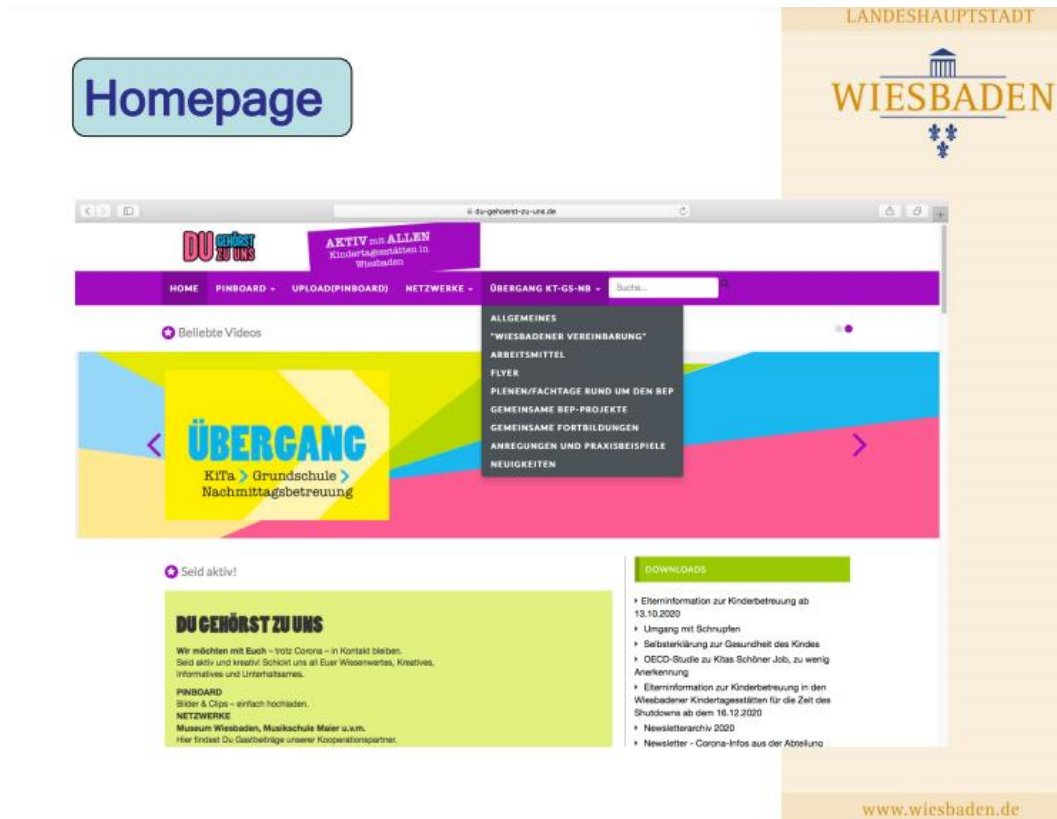 LANDESHAUPTSTADT
WIESBADEN
Homepage
du-gehoerst-zu-uns.de
DU GEHÖRST
ZU UNS
AKTIV mit ALLEN
Kindertagesstätten in
Wiesbaden
HOME PINBOARD UPLOAD(PINBOARD) NETZWERKE ÜBERGANG KT-GS-NB Suche...
ALLGEMEINES
"WIESBADENER VEREINBARUNG"
ARBEITSMITTEL
FLYER
PLENEN/FACHTAGE RUND UM DEN BEP
GEMEINSAME BEP-PROJEKTE
GEMEINSAME FORTBILDUNGEN
ANREGUNGEN UND PRAXISBEISPIELE
NEUIGKEITEN
Beliebte Videos
ÜBERGANG
KiTa > Grundschule >
Nachmittagsbetreuung
Seid aktiv!
DU GEHÖRST ZU UNS
Wir möchten mit Euch – trotz Corona – in Kontakt bleiben.
Seid aktiv und kreativ! Schickt uns all Euer Wissenwertes, Kreatives,
Informatives und Unterhaltsames.
PINBOARD
Bilder & Clips – einfach hochladen.
NETZWERKE
Museum Wiesbaden, Musikschule Maier u.v.m.
Hier findest Du Gastbeiträge unserer Kooperationspartner.
DOWNLOADS
Elterninformation zur Kinderbetreuung ab
13.10.2020
Umgang mit Schnupfen
Selbsterklärung zur Gesundheit des Kindes
OECD-Studie zu Kitas Schöner Job, zu wenig
Anerkennung
Elterninformation zur Kinderbetreuung in den
Wiesbadener Kindertagesstätten für die Zeit des
Shutdowns ab dem 16.12.2020
Newsletterarchiv 2020
Newsletter - Corona-Infos aus der Abteilung
www.wiesbaden.de